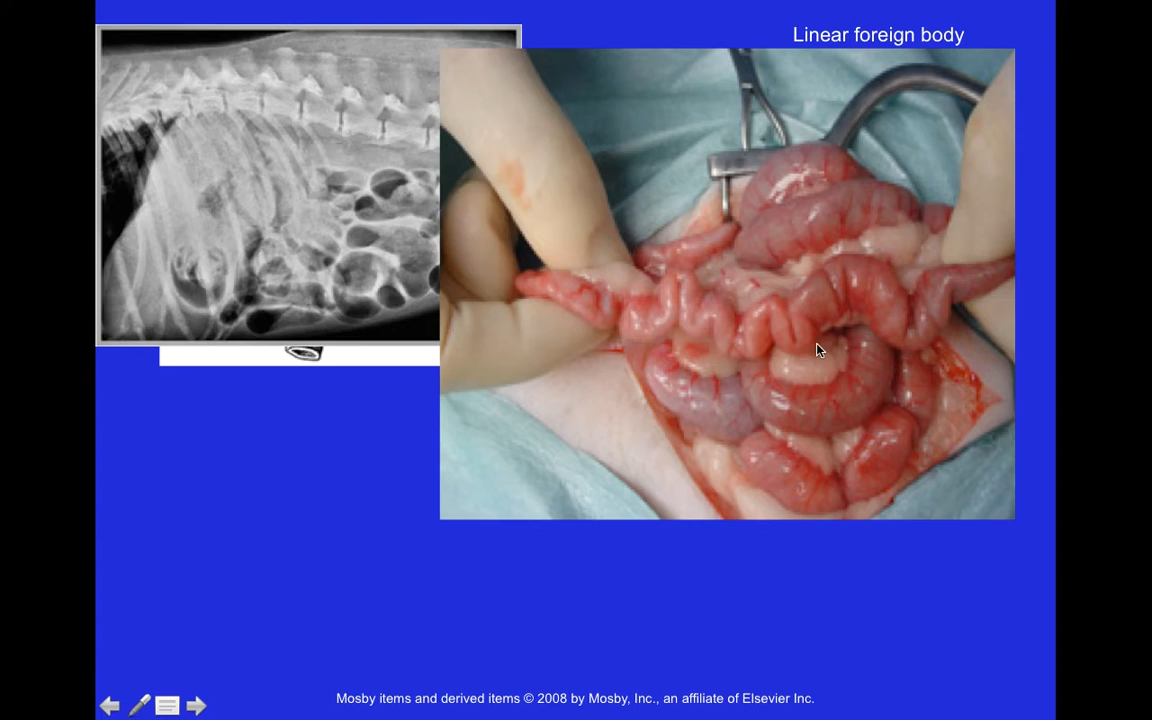 Linear foreign body
Mosby items and derived items © 2008 by Mosby, Inc., an affiliate of Elsevier Inc.